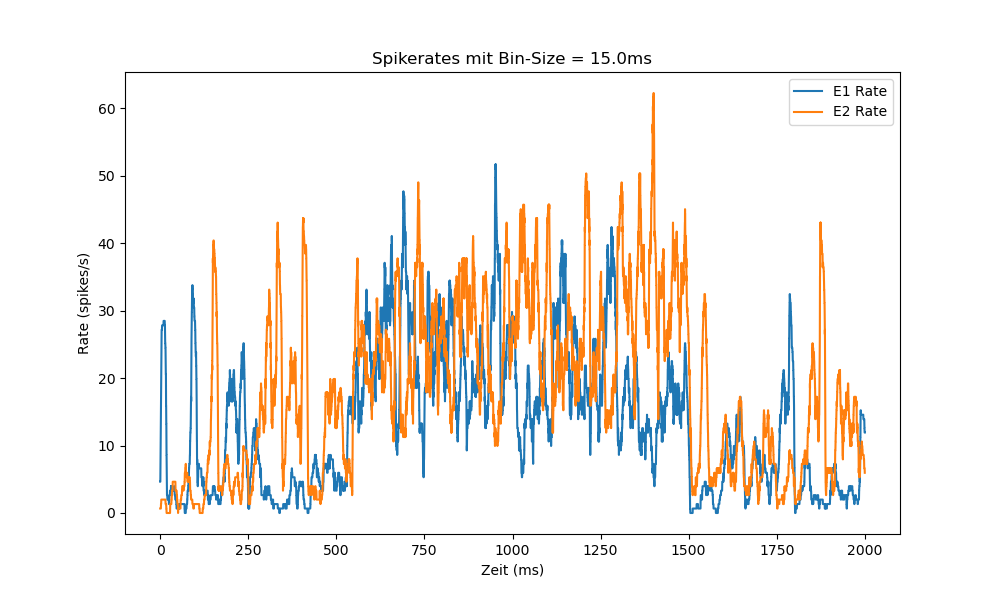 Spikerates mit Bin-Size = 15.0ms
E1 Rate
E2 Rate
Rate (spikes/s)
60
50
40
30
20
10
0
0 250 500 750 1000 1250 1500 1750 2000
Zeit (ms)